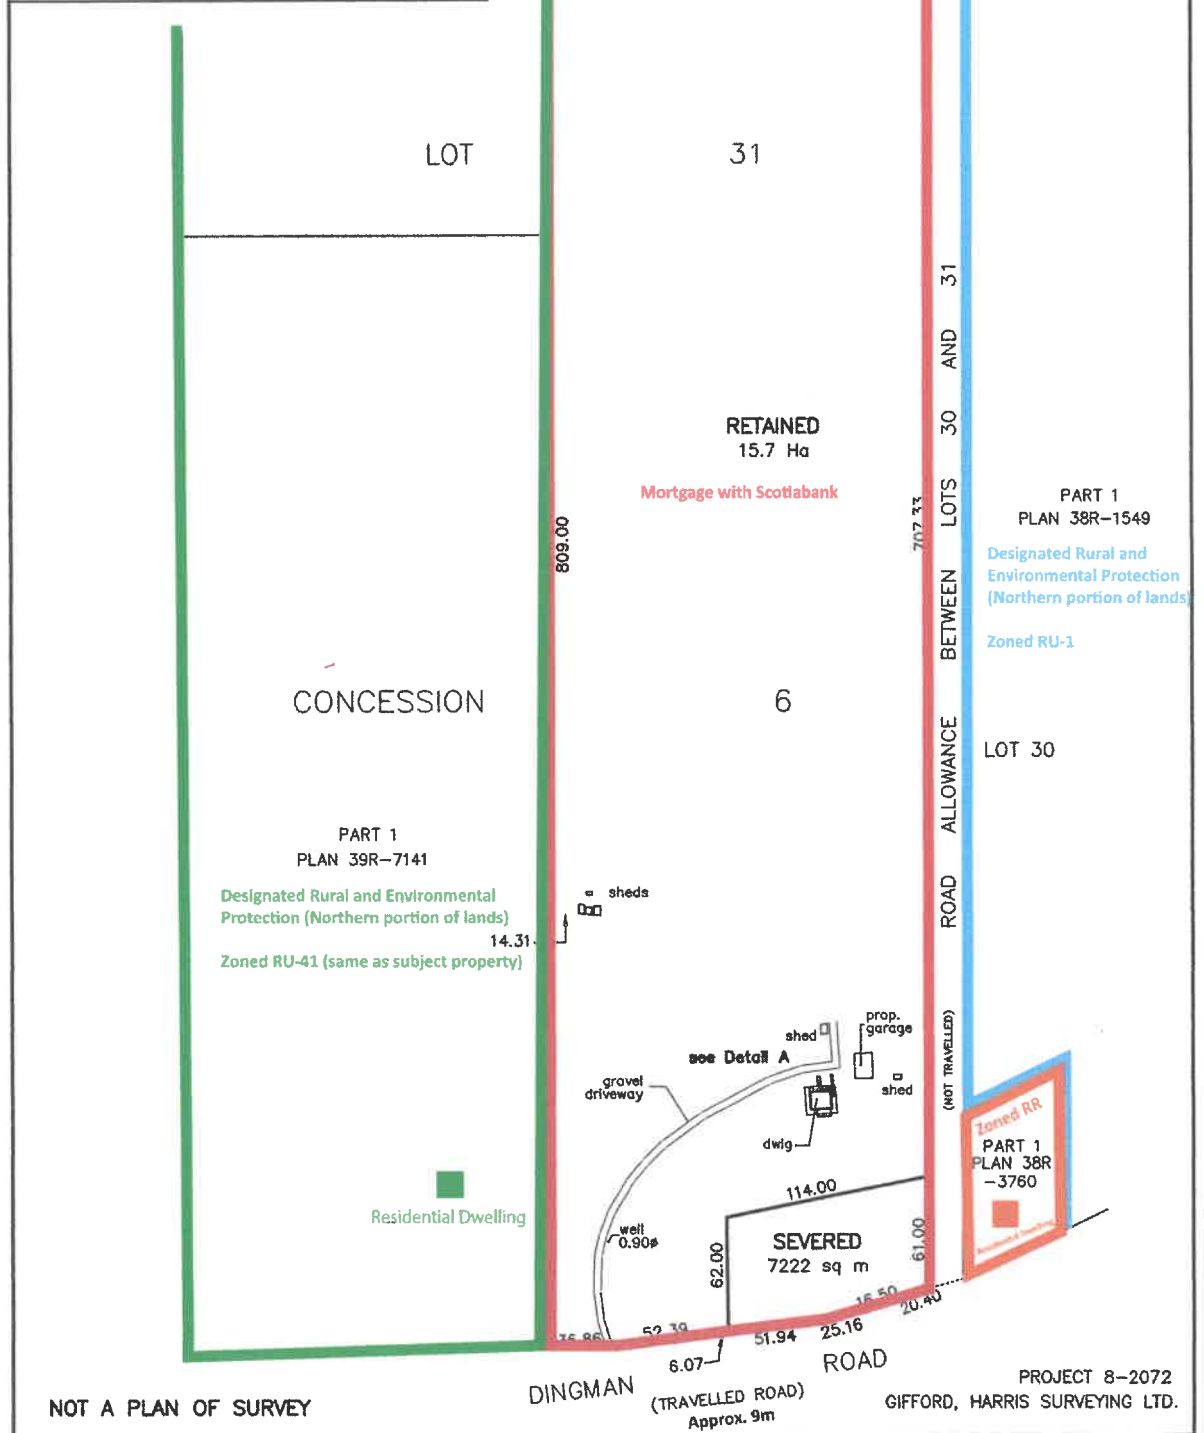 LOT 31
RETAINED
15.7 Ha
Mortgage with Scotiabank
809.00
707.33
ROAD ALLOWANCE BETWEEN LOTS 30 AND 31
(NOT TRAVELLED)
PART 1
PLAN 38R-1549
Designated Rural and
Environmental Protection
(Northern portion of lands)
Zoned RU-1
CONCESSION 6
LOT 30
PART 1
PLAN 39R-7141
Designated Rural and Environmental
Protection (Northern portion of lands)
Zoned RU-41 (same as subject property)
sheds
14.31
shed
prop.
garage
see Detail A
shed
gravel
driveway
dwlg
Zoned RR
PART 1
PLAN 38R
-3760
Residential Dwelling
Residential Dwelling
well
0.90ø
114.00
62.00
SEVERED
7222 sq m
61.00
16.50
20.40
36.86
52.39
51.94
25.16
6.07
DINGMAN ROAD
(TRAVELLED ROAD)
Approx. 9m
NOT A PLAN OF SURVEY
PROJECT 8-2072
GIFFORD, HARRIS SURVEYING LTD.